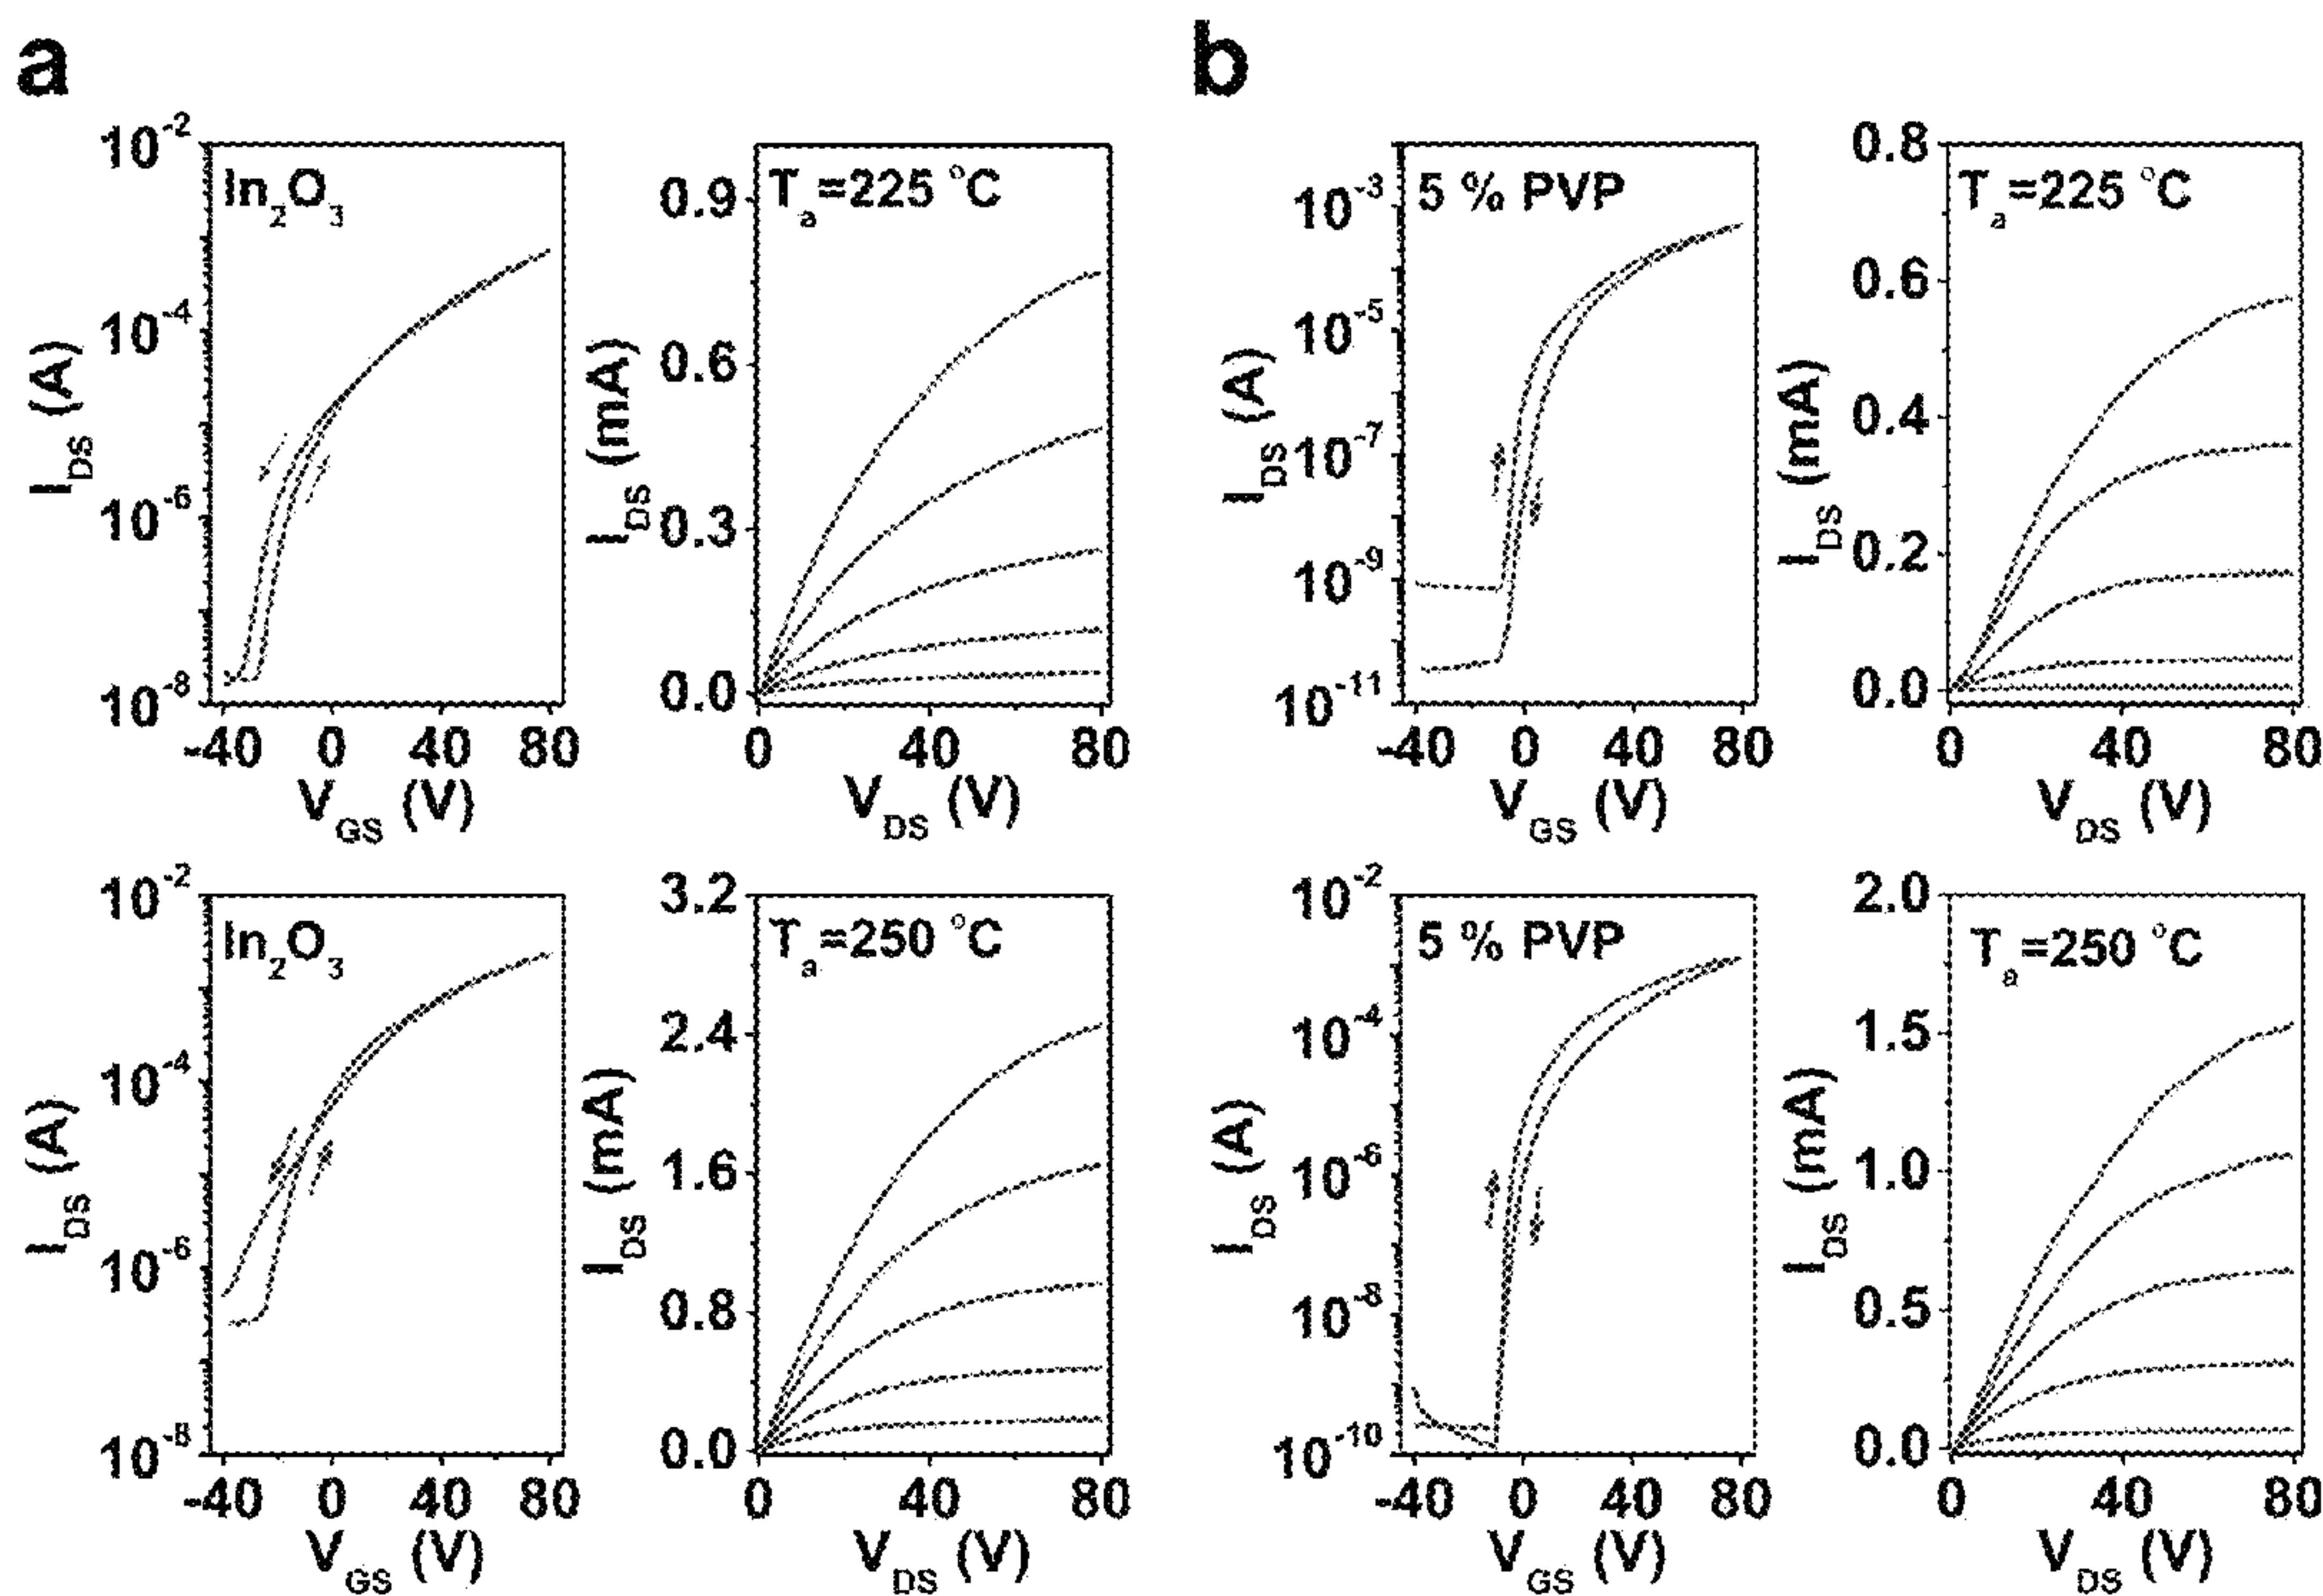 a
b
10⁻²
10⁻⁴
10⁻⁶
10⁻⁸
I_DS (A)
In₂O₃
-40 0 40 80
V_GS (V)
0.9
0.6
0.3
0.0
I_DS (mA)
Tₐ=225 °C
0 40 80
V_DS (V)
10⁻³
10⁻⁵
10⁻⁷
10⁻⁹
10⁻¹¹
I_DS (A)
5 % PVP
-40 0 40 80
V_GS (V)
0.8
0.6
0.4
0.2
0.0
I_DS (mA)
Tₐ=225 °C
0 40 80
V_DS (V)
10⁻²
10⁻⁴
10⁻⁶
10⁻⁸
I_DS (A)
In₂O₃
-40 0 40 80
V_GS (V)
3.2
2.4
1.6
0.8
0.0
I_DS (mA)
Tₐ=250 °C
0 40 80
V_DS (V)
10⁻²
10⁻⁴
10⁻⁶
10⁻⁸
10⁻¹⁰
I_DS (A)
5 % PVP
-40 0 40 80
V_GS (V)
2.0
1.5
1.0
0.5
0.0
I_DS (mA)
Tₐ=250 °C
0 40 80
V_DS (V)